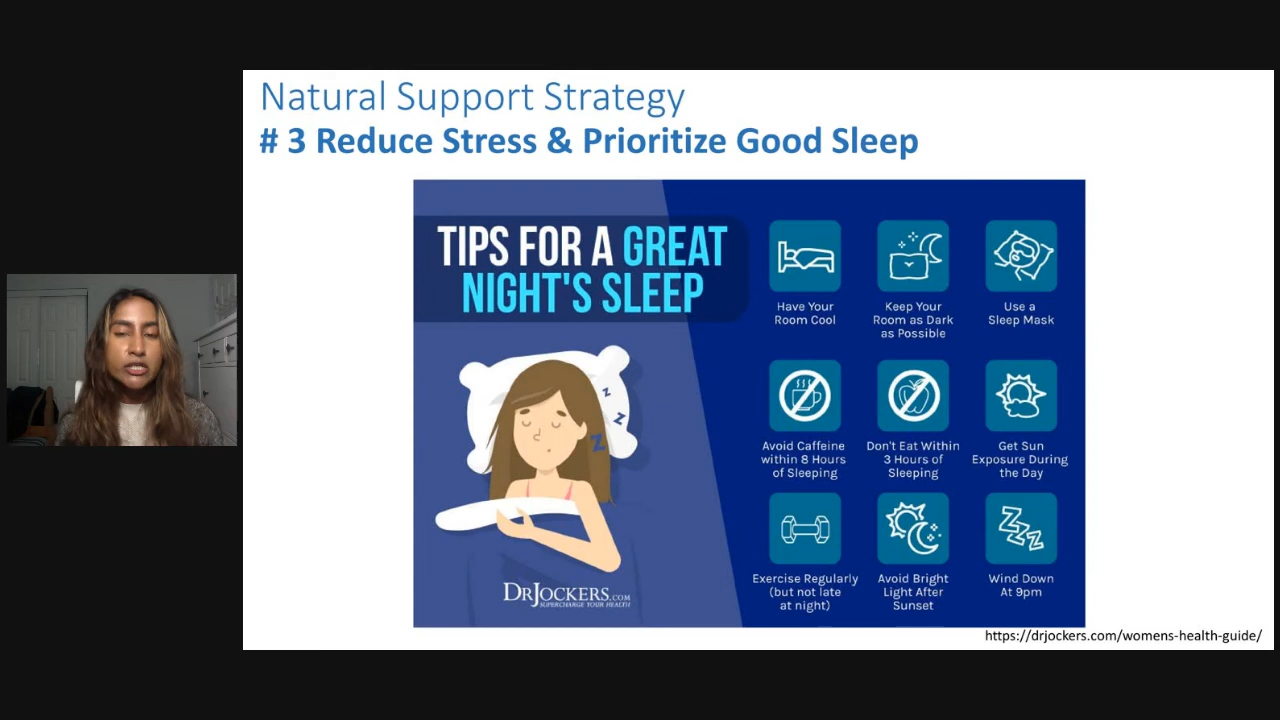 Natural Support Strategy
# 3 Reduce Stress & Prioritize Good Sleep
TIPS FOR A GREAT
NIGHT'S SLEEP
Have Your
Room Cool
Keep Your
Room as Dark
as Possible
Use a
Sleep Mask
Avoid Caffeine
within 8 Hours
of Sleeping
Don't Eat Within
3 Hours of
Sleeping
Get Sun
Exposure During
the Day
Exercise Regularly
(but not late
at night)
Avoid Bright
Light After
Sunset
Wind Down
At 9pm
z
z
z
DRJOCKERS.COM
SUPERCHARGE YOUR HEALTH
https://drjockers.com/womens-health-guide/